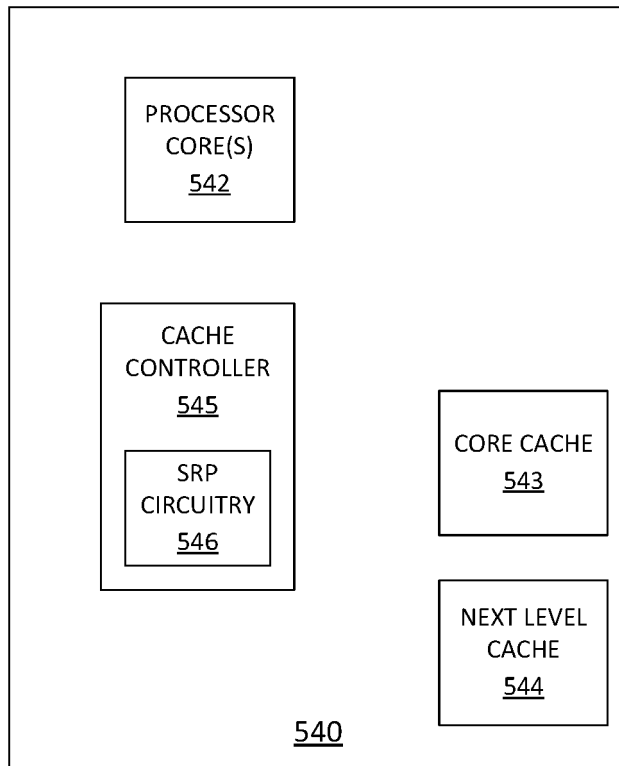 PROCESSOR
CORE(S)
542
CACHE
CONTROLLER
545
SRP
CIRCUITRY
546
CORE CACHE
543
NEXT LEVEL
CACHE
544
540